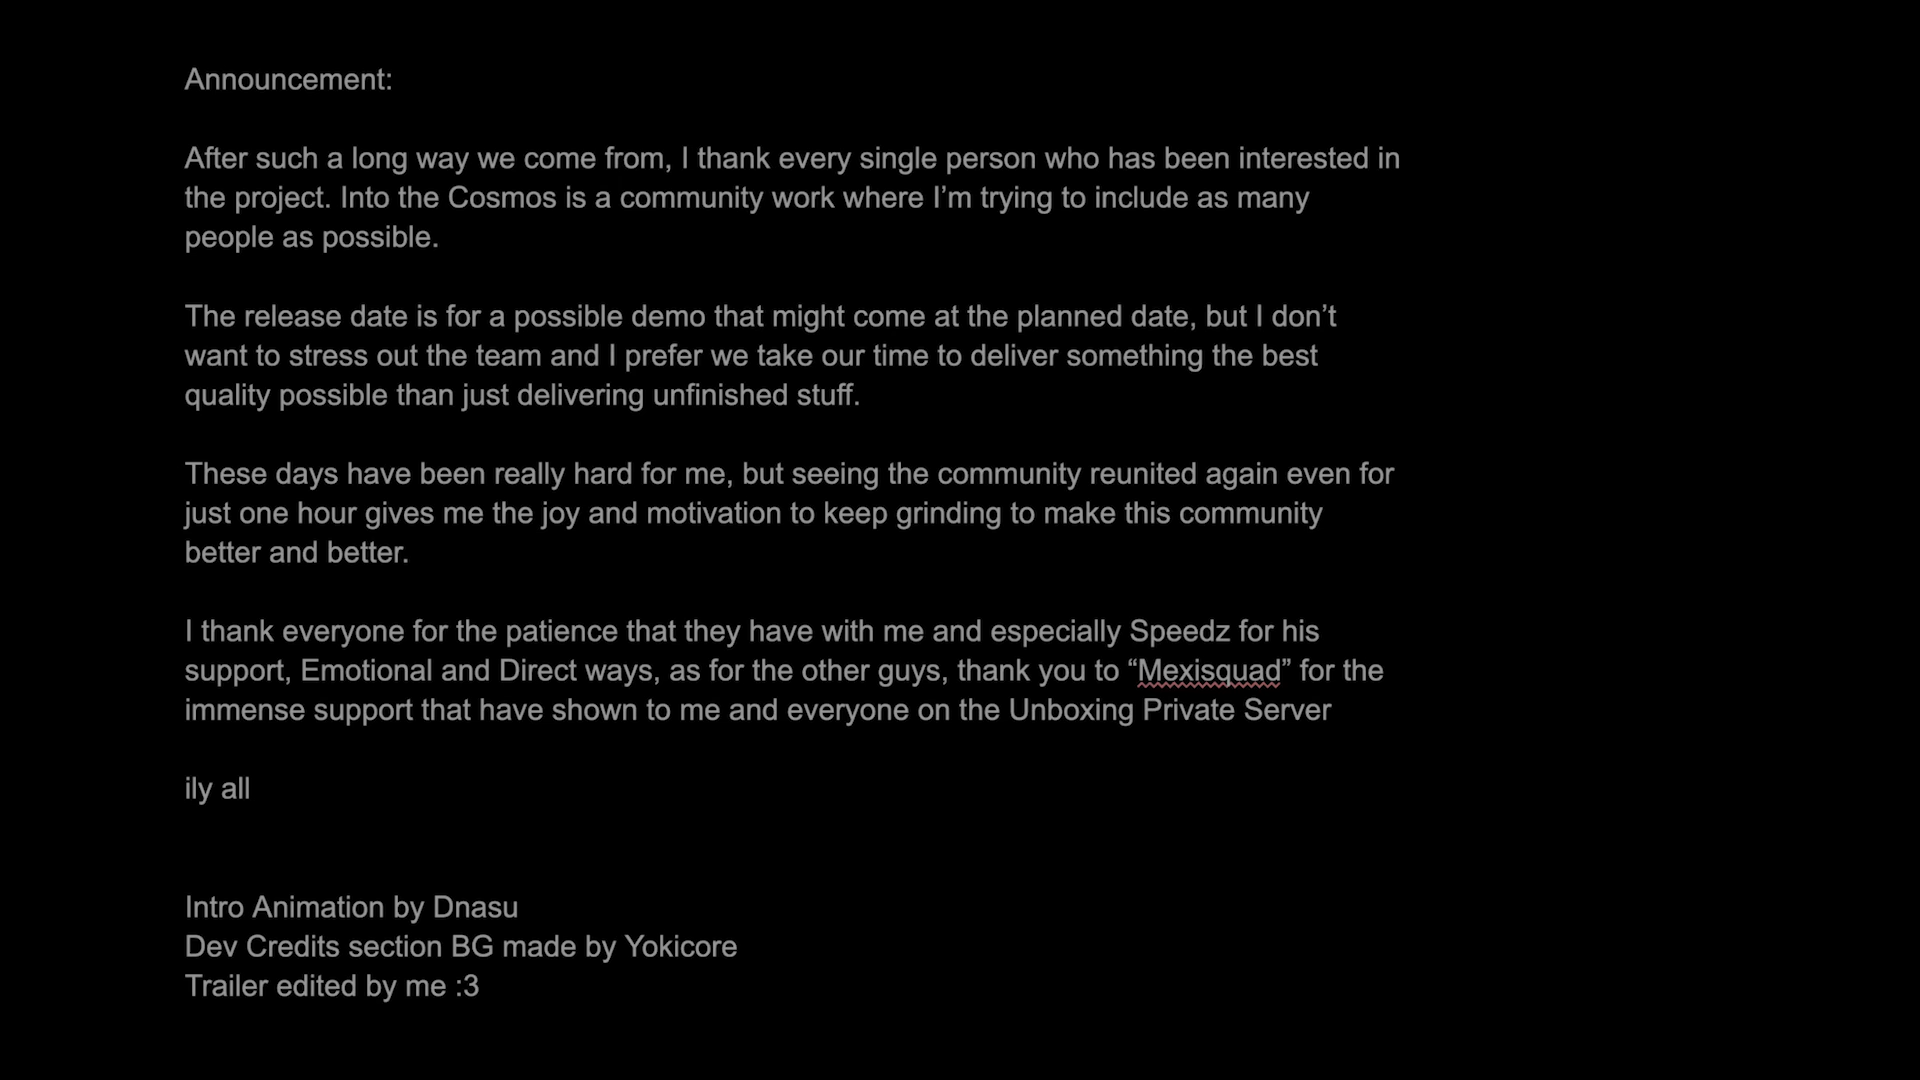 Announcement:
After such a long way we come from, I thank every single person who has been interested in
the project. Into the Cosmos is a community work where I’m trying to include as many
people as possible.
The release date is for a possible demo that might come at the planned date, but I don’t
want to stress out the team and I prefer we take our time to deliver something the best
quality possible than just delivering unfinished stuff.
These days have been really hard for me, but seeing the community reunited again even for
just one hour gives me the joy and motivation to keep grinding to make this community
better and better.
I thank everyone for the patience that they have with me and especially Speedz for his
support, Emotional and Direct ways, as for the other guys, thank you to “Mexisquad” for the
immense support that have shown to me and everyone on the Unboxing Private Server
ily all
Intro Animation by Dnasu
Dev Credits section BG made by Yokicore
Trailer edited by me :3